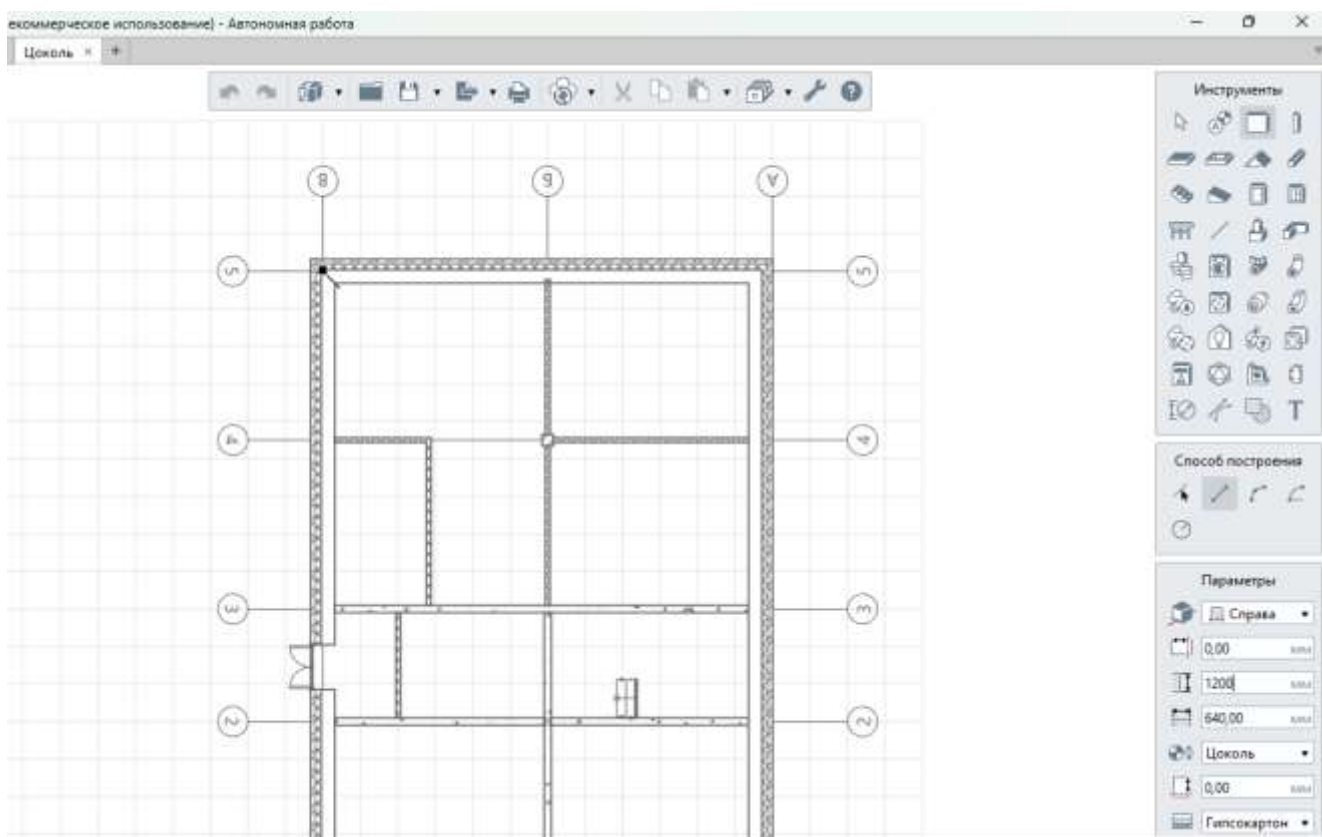 екоммерческое использование) - Автономная работа
Цоколь
Инструменты
В Б А
5 5
4 4
3 3
2 2
Способ построения
Параметры
Справа
0,00 мм
1200 мм
640,00 мм
Цоколь
0,00 мм
Гипсокартон